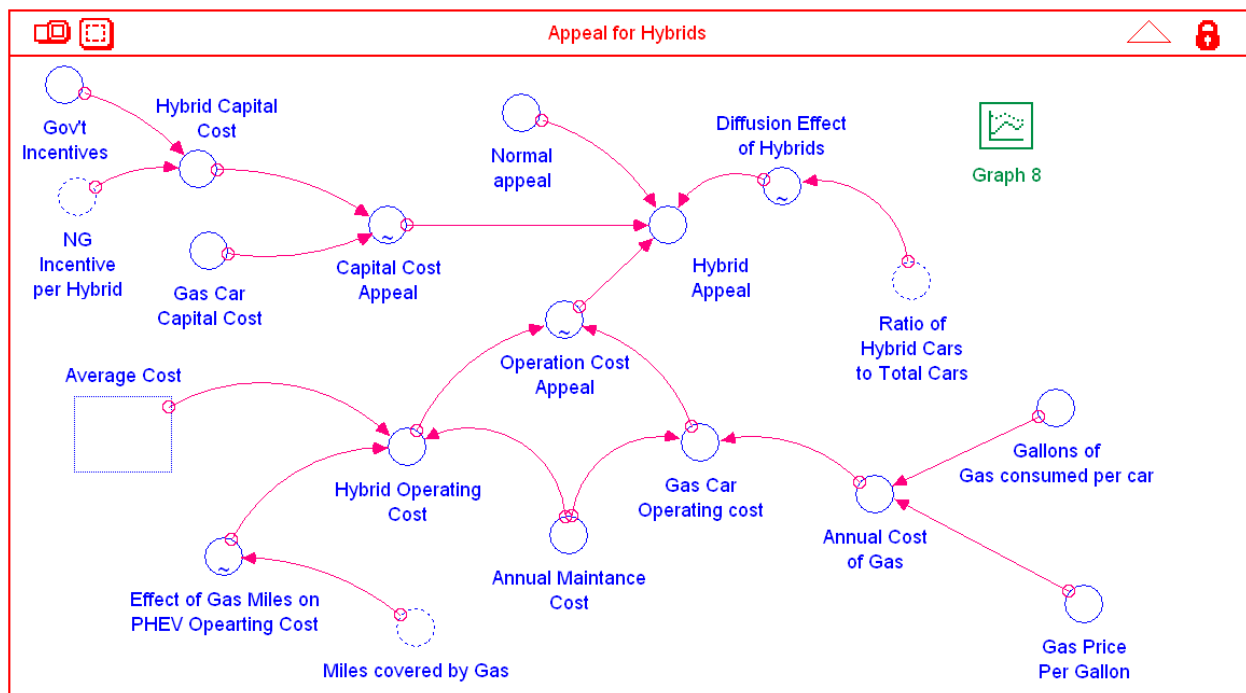 Appeal for Hybrids
Gov't
Incentives
Hybrid Capital
Cost
Normal
appeal
Diffusion Effect
of Hybrids
Graph 8
NG
Incentive
per Hybrid
Gas Car
Capital Cost
Capital Cost
Appeal
Hybrid
Appeal
Ratio of
Hybrid Cars
to Total Cars
Operation Cost
Appeal
Average Cost
Hybrid Operating
Cost
Gas Car
Operating cost
Gallons of
Gas consumed per car
Annual Cost
of Gas
Annual Maintance
Cost
Effect of Gas Miles on
PHEV Opearting Cost
Miles covered by Gas
Gas Price
Per Gallon